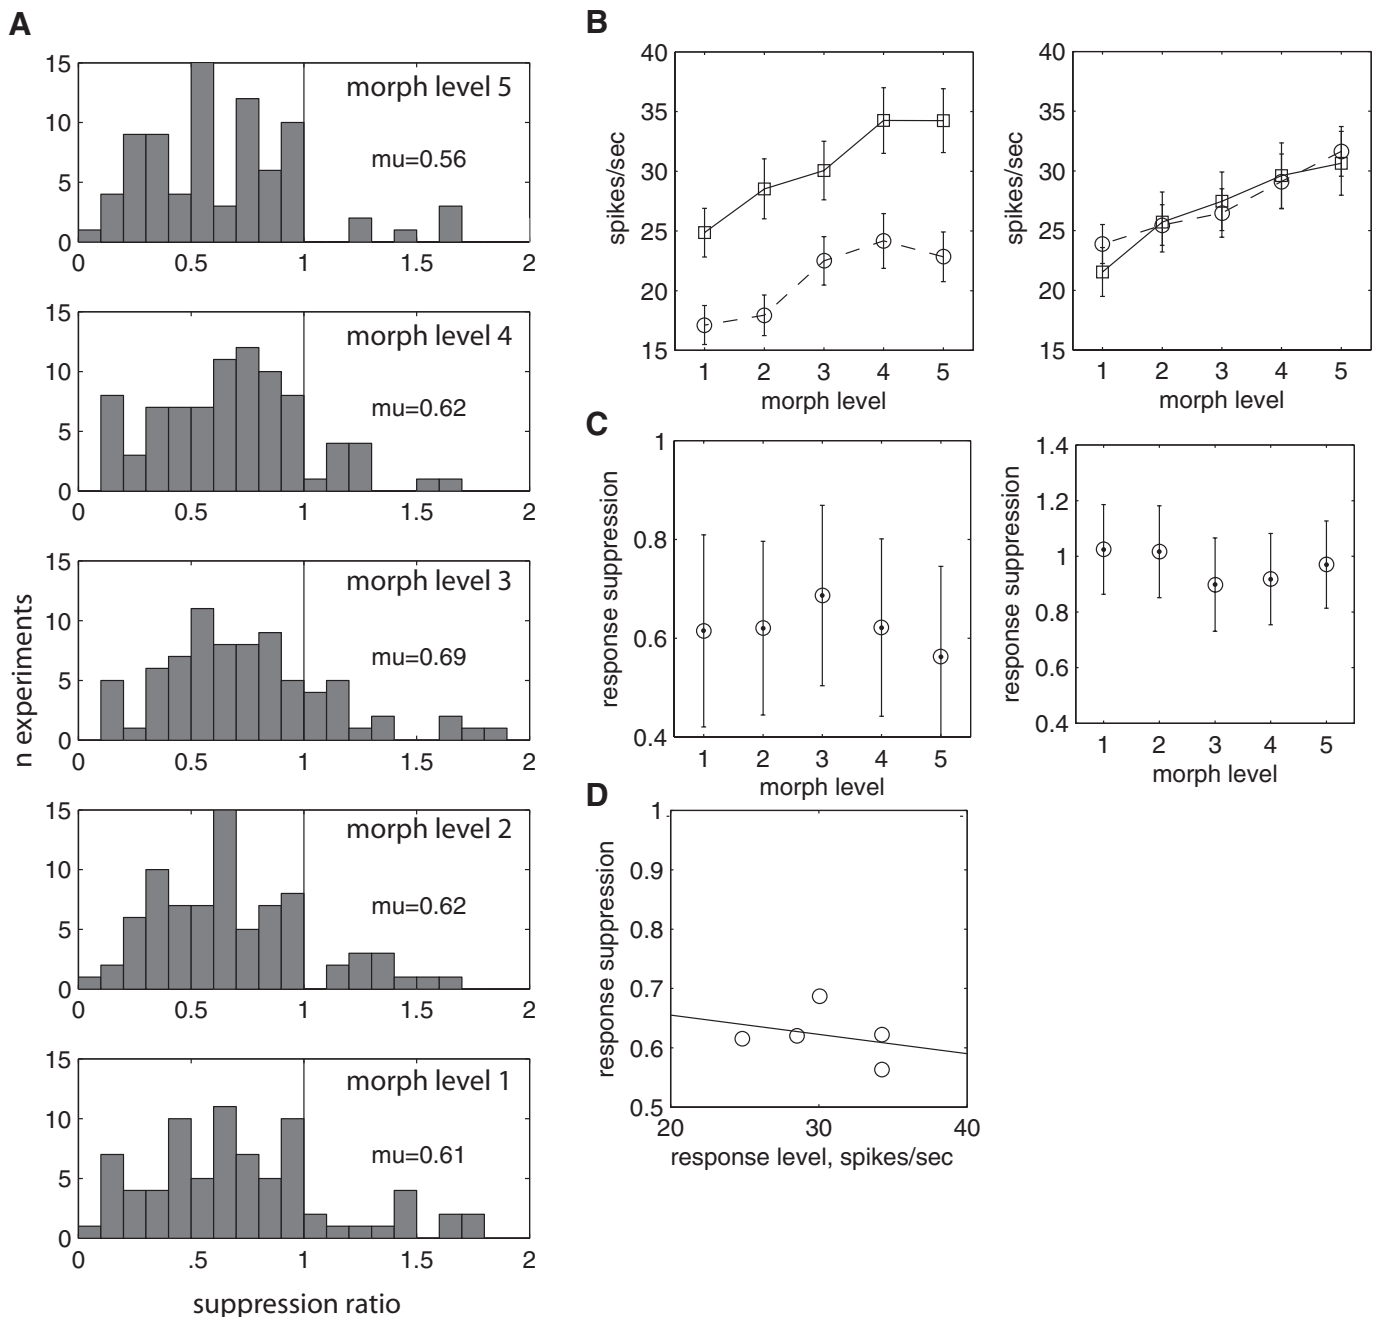 A
15
10
5
0
morph level 5
mu=0.56
0 0.5 1 1.5 2
15
10
5
0
morph level 4
mu=0.62
0 0.5 1 1.5 2
n experiments
15
10
5
0
morph level 3
mu=0.69
0 0.5 1 1.5 2
15
10
5
0
morph level 2
mu=0.62
0 0.5 1 1.5 2
15
10
5
0
morph level 1
mu=0.61
0 .5 1 1.5 2
suppression ratio
B
spikes/sec
40
35
30
25
20
15
1 2 3 4 5
morph level
spikes/sec
40
35
30
25
20
15
1 2 3 4 5
morph level
C
response suppression
1
0.8
0.6
0.4
1 2 3 4 5
morph level
response suppression
1.4
1.2
1
0.8
0.6
0.4
1 2 3 4 5
morph level
D
response suppression
1
0.9
0.8
0.7
0.6
0.5
20 30 40
response level, spikes/sec